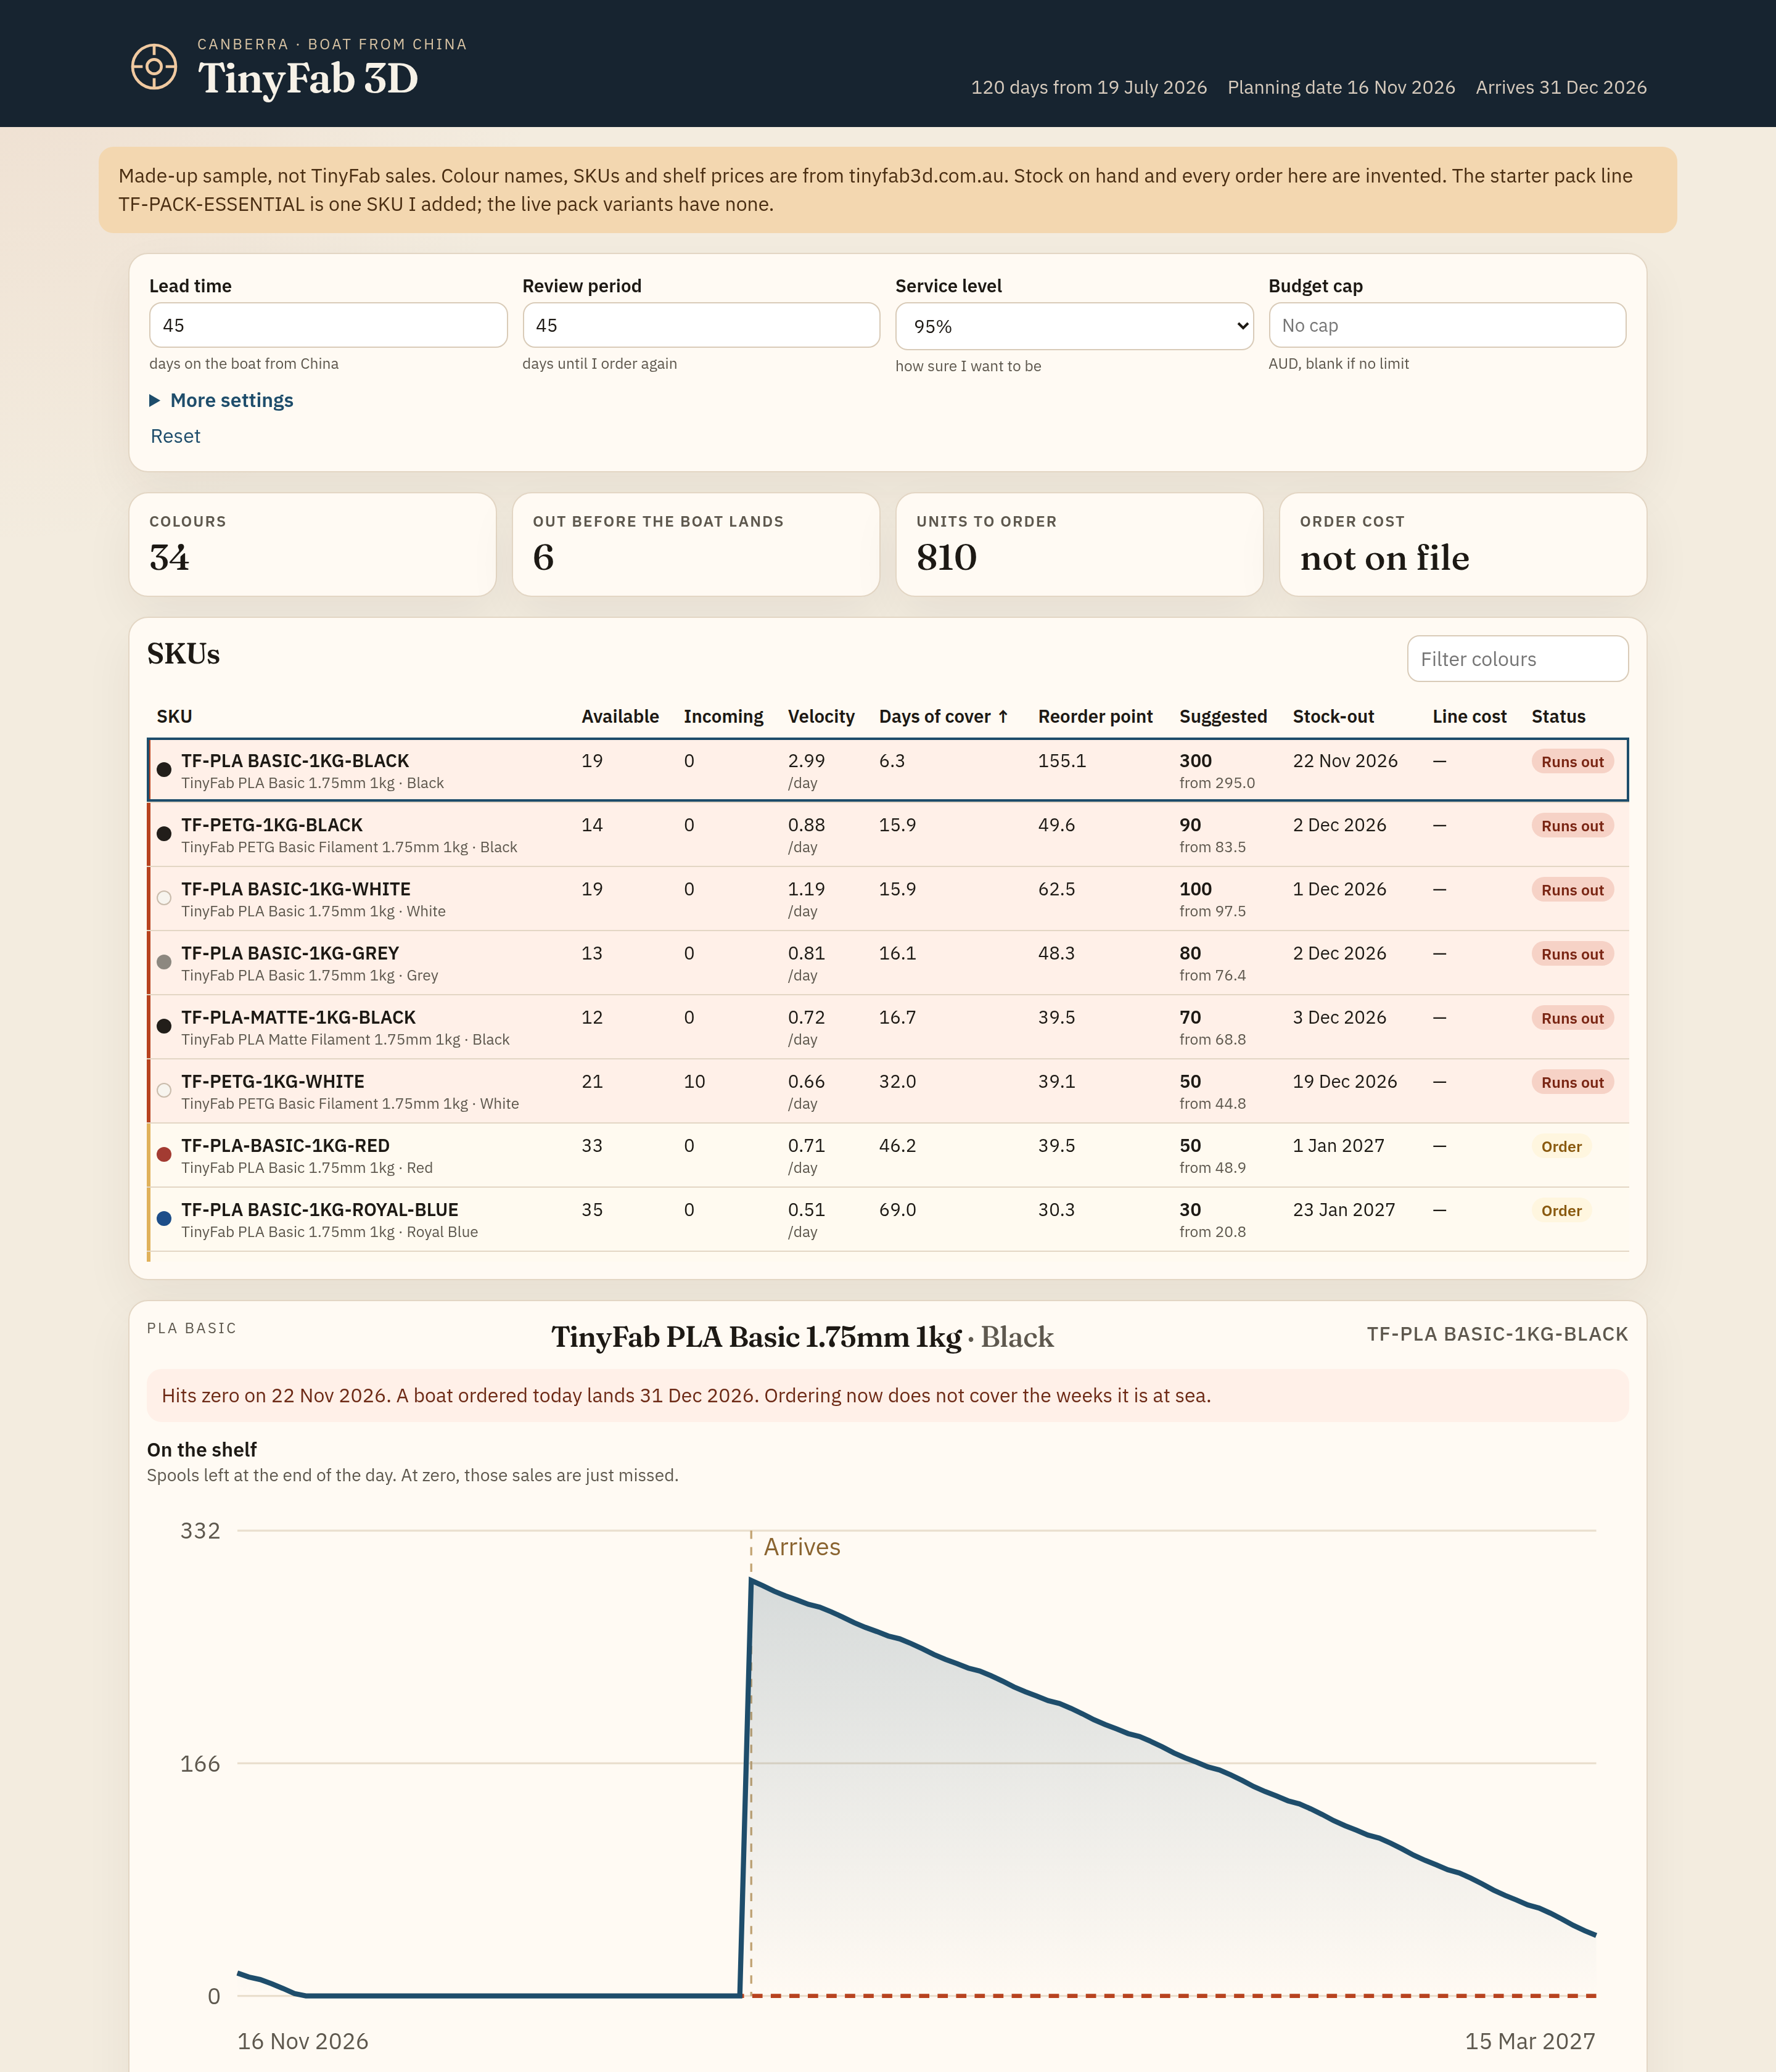 CANBERRA · BOAT FROM CHINA
TinyFab 3D
120 days from 19 July 2026 Planning date 16 Nov 2026 Arrives 31 Dec 2026
Made-up sample, not TinyFab sales. Colour names, SKUs and shelf prices are from tinyfab3d.com.au. Stock on hand and every order here are invented. The starter pack line
TF-PACK-ESSENTIAL is one SKU I added; the live pack variants have none.
Lead time Review period Service level Budget cap
45 45 95% No cap
days on the boat from China days until I order again how sure I want to be AUD, blank if no limit
▶ More settings
Reset
COLOURS OUT BEFORE THE BOAT LANDS UNITS TO ORDER ORDER COST
34 6 810 not on file
SKUs Filter colours
SKU Available Incoming Velocity Days of cover ↑ Reorder point Suggested Stock-out Line cost Status
TF-PLA BASIC-1KG-BLACK 19 0 2.99 6.3 155.1 300 22 Nov 2026 — Runs out
TinyFab PLA Basic 1.75mm 1kg · Black /day from 295.0
TF-PETG-1KG-BLACK 14 0 0.88 15.9 49.6 90 2 Dec 2026 — Runs out
TinyFab PETG Basic Filament 1.75mm 1kg · Black /day from 83.5
TF-PLA BASIC-1KG-WHITE 19 0 1.19 15.9 62.5 100 1 Dec 2026 — Runs out
TinyFab PLA Basic 1.75mm 1kg · White /day from 97.5
TF-PLA BASIC-1KG-GREY 13 0 0.81 16.1 48.3 80 2 Dec 2026 — Runs out
TinyFab PLA Basic 1.75mm 1kg · Grey /day from 76.4
TF-PLA-MATTE-1KG-BLACK 12 0 0.72 16.7 39.5 70 3 Dec 2026 — Runs out
TinyFab PLA Matte Filament 1.75mm 1kg · Black /day from 68.8
TF-PETG-1KG-WHITE 21 10 0.66 32.0 39.1 50 19 Dec 2026 — Runs out
TinyFab PETG Basic Filament 1.75mm 1kg · White /day from 44.8
TF-PLA-BASIC-1KG-RED 33 0 0.71 46.2 39.5 50 1 Jan 2027 — Order
TinyFab PLA Basic 1.75mm 1kg · Red /day from 48.9
TF-PLA BASIC-1KG-ROYAL-BLUE 35 0 0.51 69.0 30.3 30 23 Jan 2027 — Order
TinyFab PLA Basic 1.75mm 1kg · Royal Blue /day from 20.8
PLA BASIC TinyFab PLA Basic 1.75mm 1kg · Black TF-PLA BASIC-1KG-BLACK
Hits zero on 22 Nov 2026. A boat ordered today lands 31 Dec 2026. Ordering now does not cover the weeks it is at sea.
On the shelf
Spools left at the end of the day. At zero, those sales are just missed.
332
Arrives
166
0
16 Nov 2026 15 Mar 2027